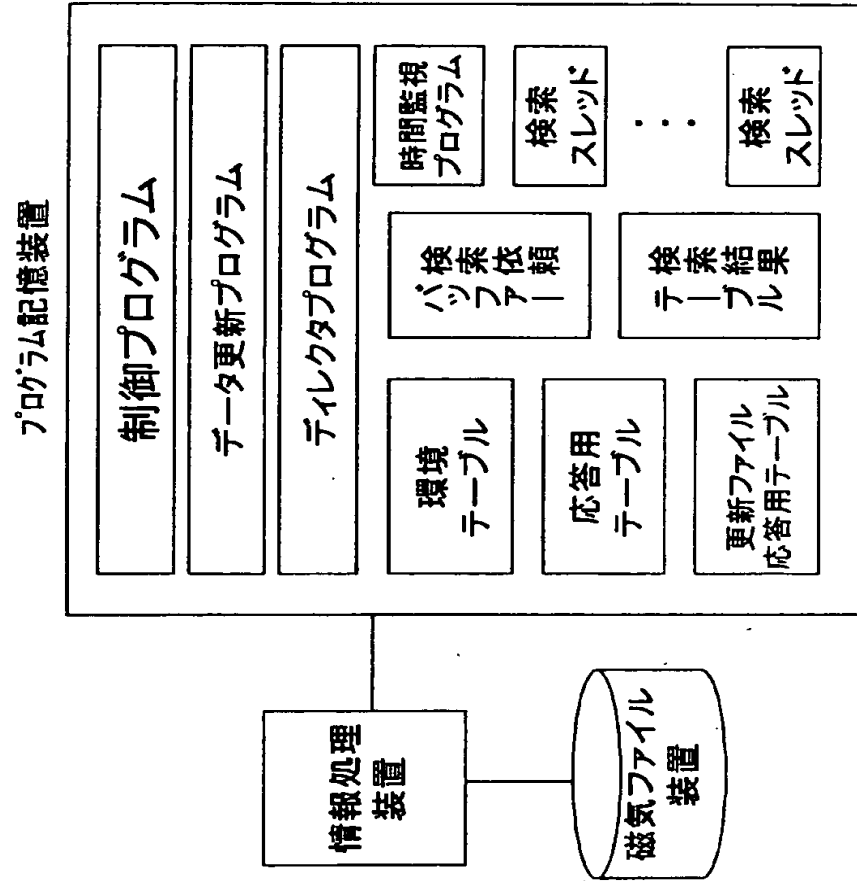 プログラム記憶装置
制御プログラム
データ更新プログラム
ディレクタプログラム
環境
テーブル
応答用
テーブル
更新ファイル
応答用テーブル
検索依頼
バッファー
検索結果
テーブル
時間監視
プログラム
検索
スレッド
・・・
検索
スレッド
情報処理
装置
磁気ファイル
装置